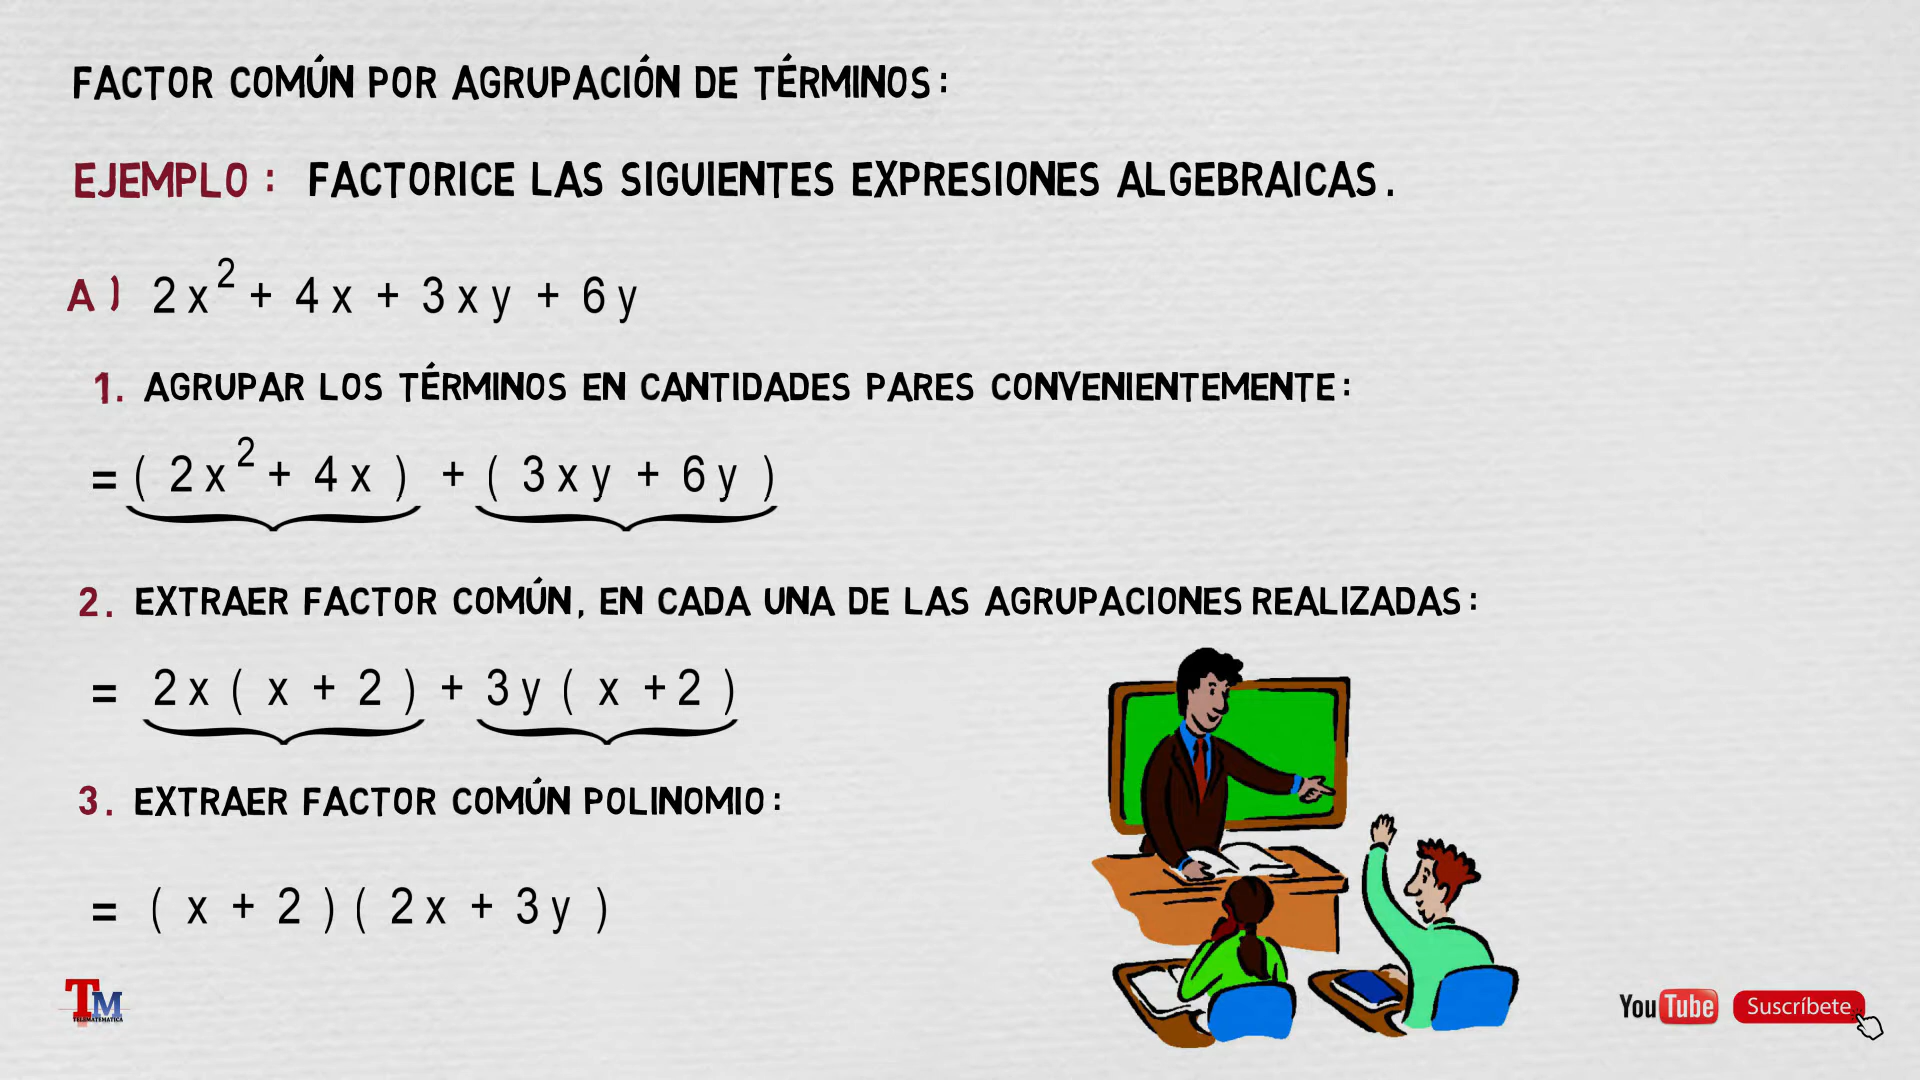 FACTOR COMÚN POR AGRUPACIÓN DE TÉRMINOS:
EJEMPLO: FACTORICE LAS SIGUIENTES EXPRESIONES ALGEBRAICAS.
A) 2x² + 4x + 3xy + 6y
1. AGRUPAR LOS TÉRMINOS EN CANTIDADES PARES CONVENIENTEMENTE:
= ( 2x² + 4x ) + ( 3xy + 6y )
2. EXTRAER FACTOR COMÚN, EN CADA UNA DE LAS AGRUPACIONES REALIZADAS:
= 2x ( x + 2 ) + 3y ( x + 2 )
3. EXTRAER FACTOR COMÚN POLINOMIO:
= ( x + 2 ) ( 2x + 3y )
TM
TELEMATEMATICA
YouTube Suscríbete